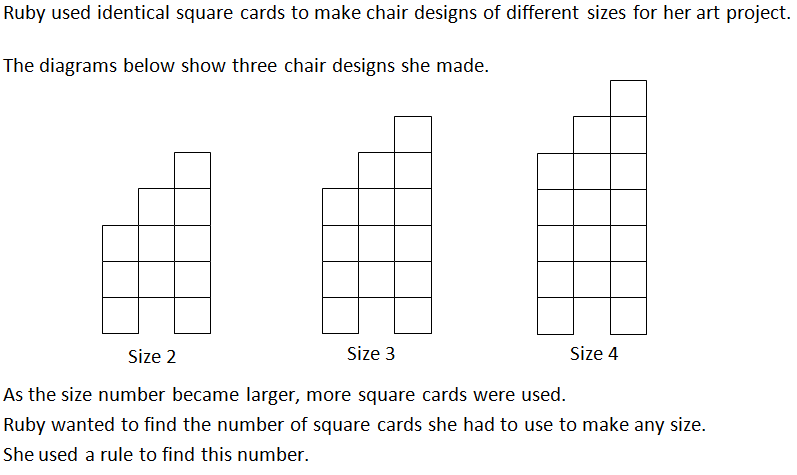 Ruby used identical square cards to make chair designs of different sizes for her art project.
The diagrams below show three chair designs she made.
Size 2
Size 3
Size 4
As the size number became larger, more square cards were used.
Ruby wanted to find the number of square cards she had to use to make any size.
She used a rule to find this number.